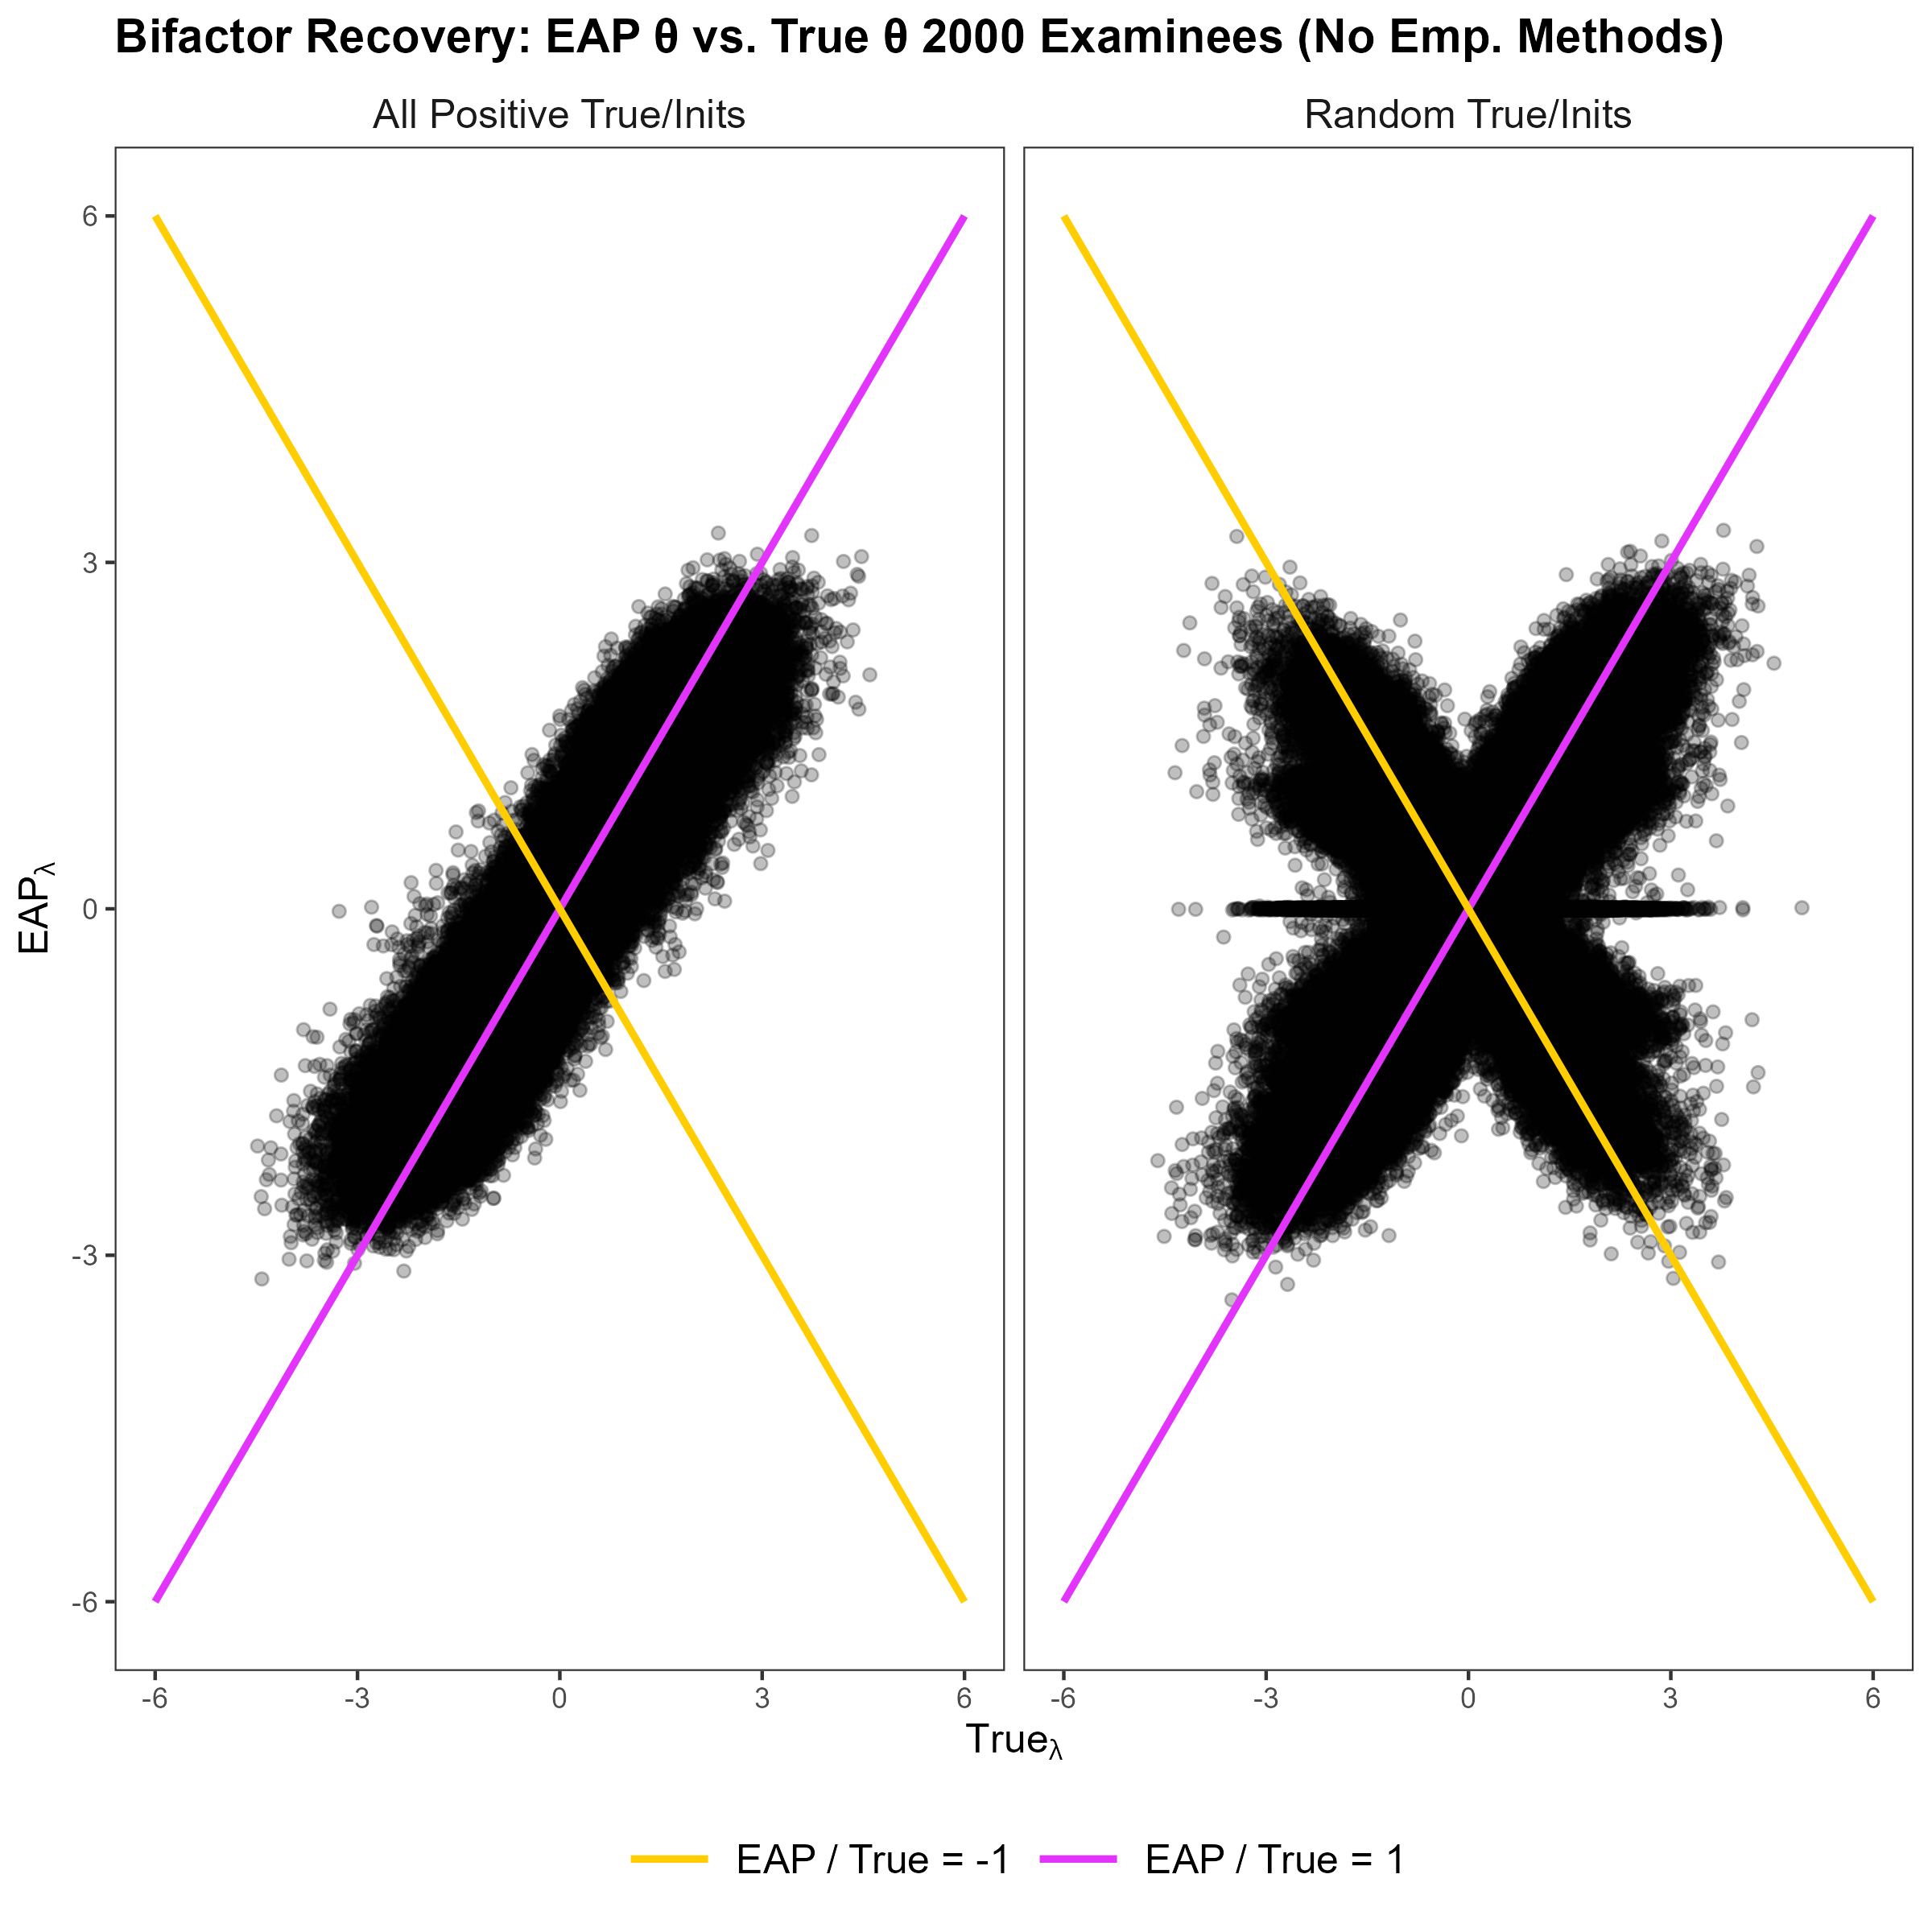 Bifactor Recovery: EAP θ vs. True θ 2000 Examinees (No Emp. Methods)
All Positive True/Inits
Random True/Inits
EAPλ
6
3
0
-3
-6
-6 -3 0 3 6
-6 -3 0 3 6
Trueλ
EAP / True = -1
EAP / True = 1